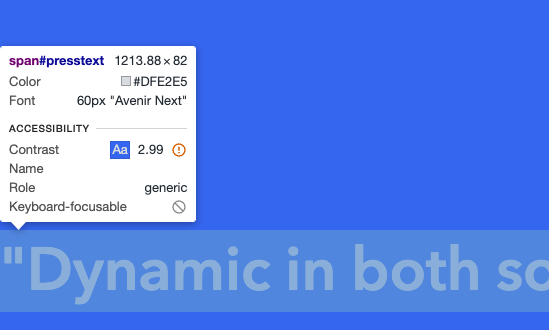 span#presstext 1213.88 × 82
Color #DFE2E5
Font 60px "Avenir Next"
ACCESSIBILITY
Contrast Aa 2.99
Name
Role generic
Keyboard-focusable
"Dynamic in both so